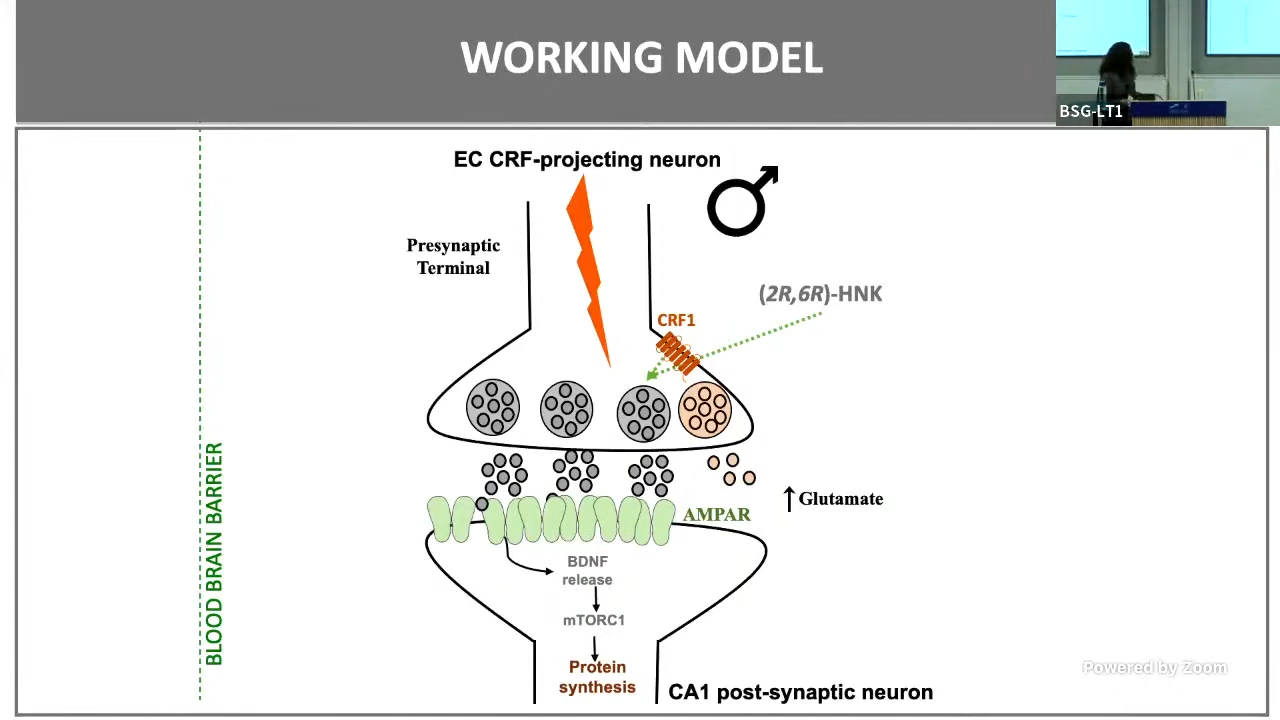 WORKING MODEL
BSG-LT1
EC CRF-projecting neuron
Presynaptic
Terminal
(2R,6R)-HNK
CRF1
BLOOD BRAIN BARRIER
Glutamate
AMPAR
BDNF
release
mTORC1
Protein
synthesis
CA1 post-synaptic neuron
Powered by Zoom